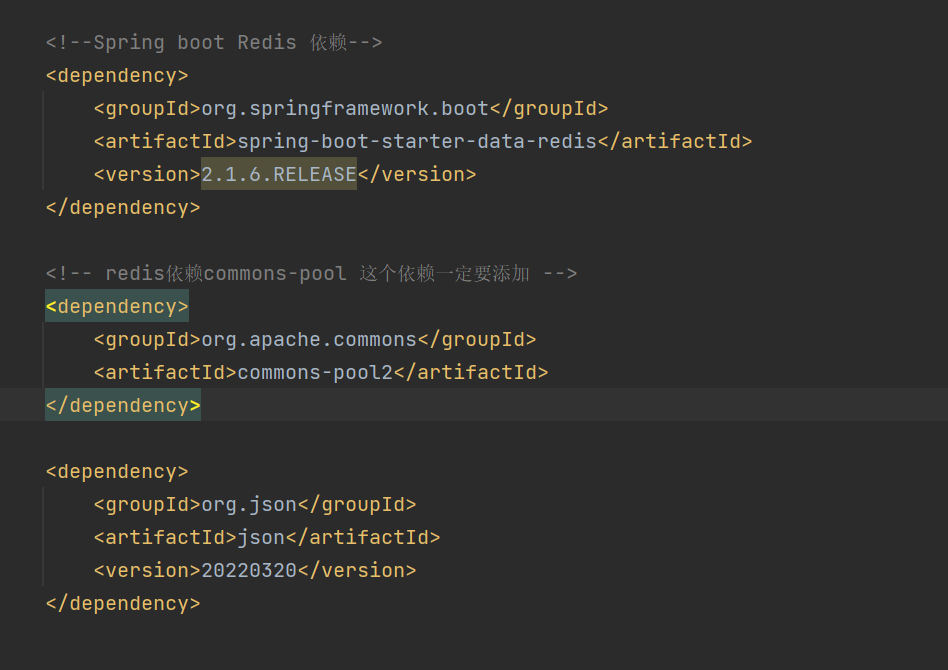 <!--Spring boot Redis 依赖-->
<dependency>
    <groupId>org.springframework.boot</groupId>
    <artifactId>spring-boot-starter-data-redis</artifactId>
    <version>2.1.6.RELEASE</version>
</dependency>
<!-- redis依赖commons-pool 这个依赖一定要添加 -->
<dependency>
    <groupId>org.apache.commons</groupId>
    <artifactId>commons-pool2</artifactId>
</dependency>
<dependency>
    <groupId>org.json</groupId>
    <artifactId>json</artifactId>
    <version>20220320</version>
</dependency>